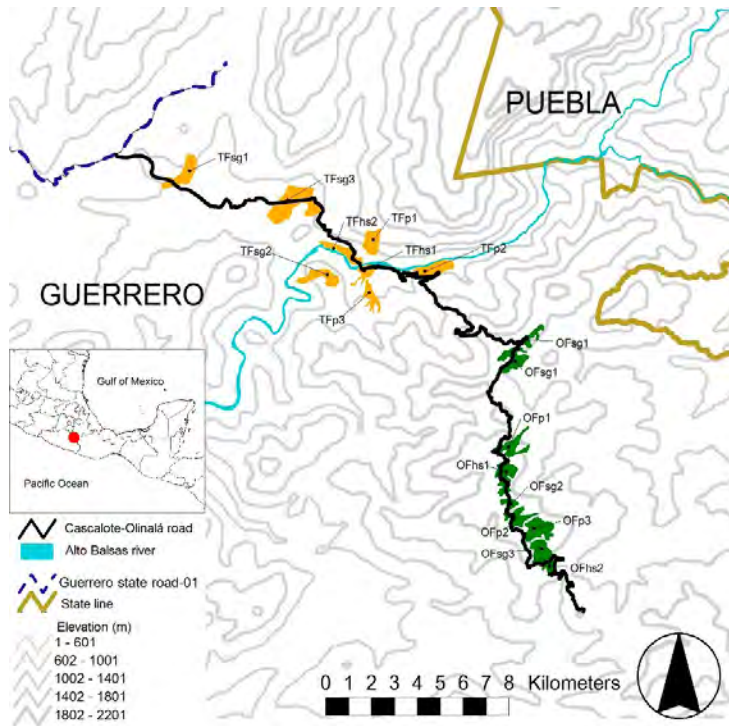 PUEBLA
TFsg1
TFsg3
TFhs2
TFp1
TFhs1
TFsg2
TFp2
GUERRERO
TFp3
OFsg1
OFsg1
Gulf of Mexico
Pacific Ocean
OFp1
OFhs1
OFsg2
OFp2
OFp3
OFsg3
OFhs2
Cascalote-Olinalá road
Alto Balsas river
Guerrero state road-01
State line
Elevation (m)
1 - 601
602 - 1001
1002 - 1401
1402 - 1801
1802 - 2201
0 1 2 3 4 5 6 7 8 Kilometers